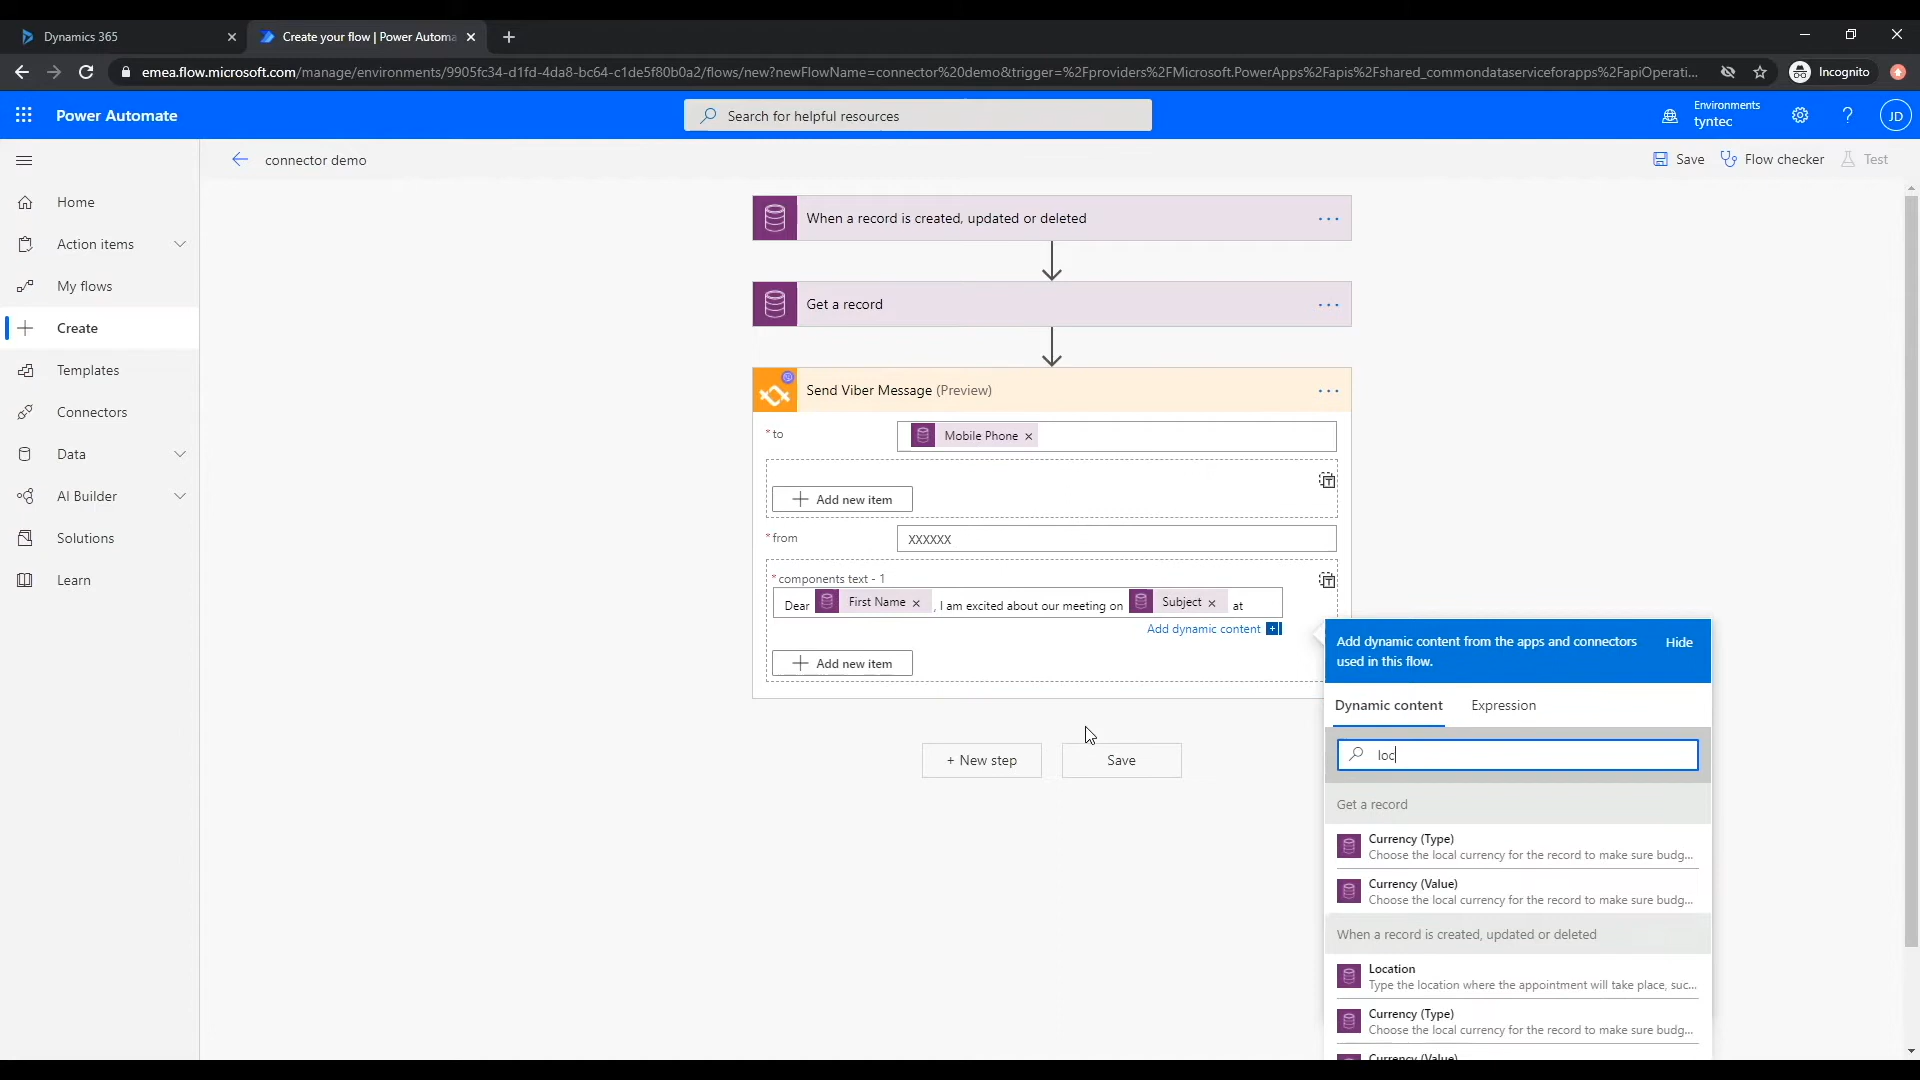 Dynamics 365
Create your flow | Power Automa
emea.flow.microsoft.com/manage/environments/9905fc34-d1fd-4da8-bc64-c1de5f80b0a2/flows/new?newFlowName=connector%20demo&trigger=%2Fproviders%2FMicrosoft.PowerApps%2Fapis%2Fshared_commondataserviceforapps%2FapiOperati...
Incognito
Power Automate
Search for helpful resources
Environments
tyntec
?
JD
connector demo
Save
Flow checker
Test
Home
Action items
My flows
Create
Templates
Connectors
Data
AI Builder
Solutions
Learn
When a record is created, updated or deleted
Get a record
Send Viber Message (Preview)
* to
Mobile Phone ×
+ Add new item
* from
XXXXXX
* components text - 1
Dear First Name × , I am excited about our meeting on Subject × at
Add dynamic content
+ Add new item
+ New step
Save
Add dynamic content from the apps and connectors
used in this flow.
Hide
Dynamic content
Expression
loc
Get a record
Currency (Type)
Choose the local currency for the record to make sure budg...
Currency (Value)
Choose the local currency for the record to make sure budg...
When a record is created, updated or deleted
Location
Type the location where the appointment will take place, suc...
Currency (Type)
Choose the local currency for the record to make sure budg...
Currency (Value)